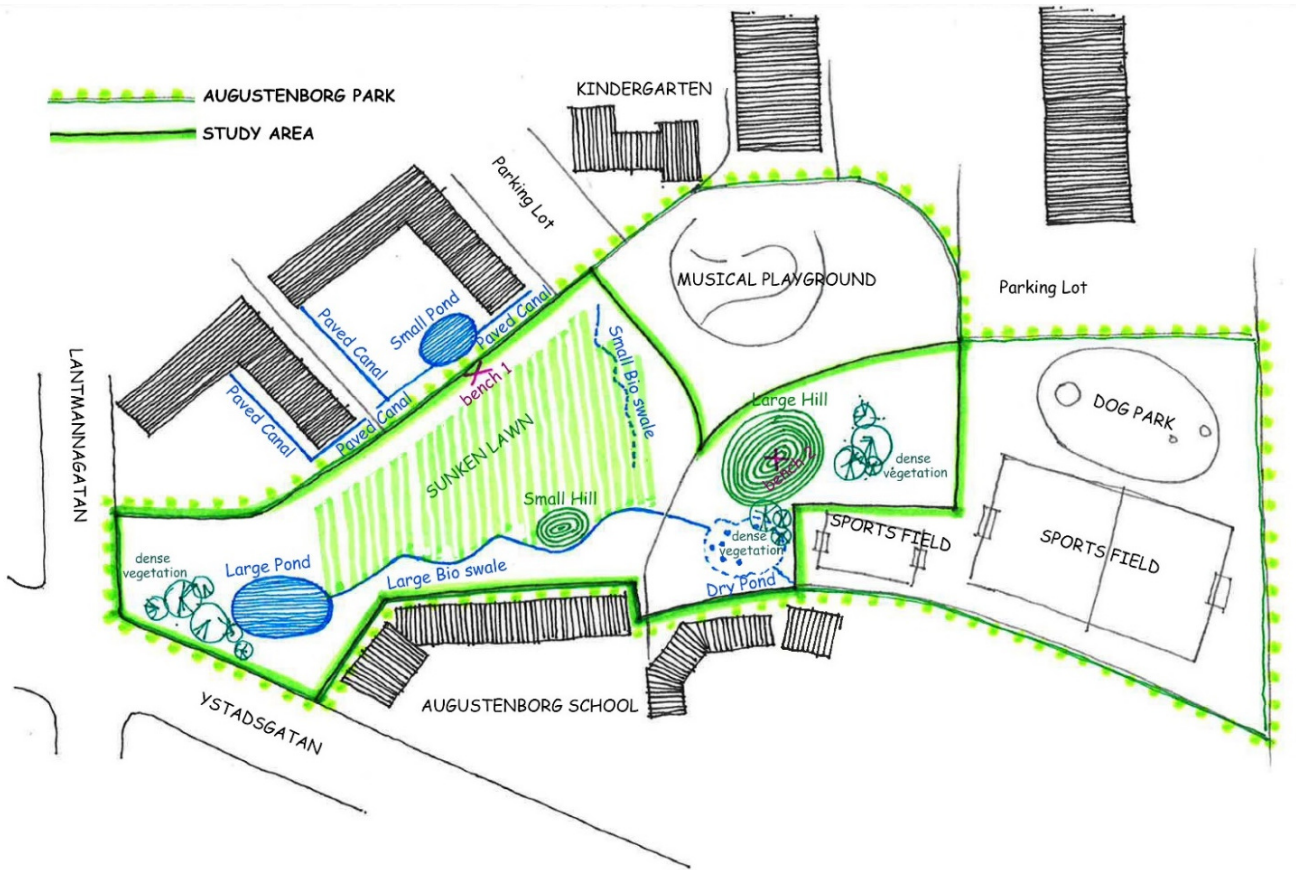 AUGUSTENBORG PARK
STUDY AREA
KINDERGARTEN
Parking Lot
MUSICAL PLAYGROUND
Parking Lot
Small Pond
Paved Canal
Paved Canal
Paved Canal
Paved Canal
bench 1
Small Bio swale
LANTMANNAGATAN
SUNKEN LAWN
Large Hill
bench 2
dense
vegetation
DOG PARK
Small Hill
SPORTS FIELD
SPORTS FIELD
dense
vegetation
dense
vegetation
Large Pond
Large Bio swale
Dry Pond
AUGUSTENBORG SCHOOL
YSTADSGATAN